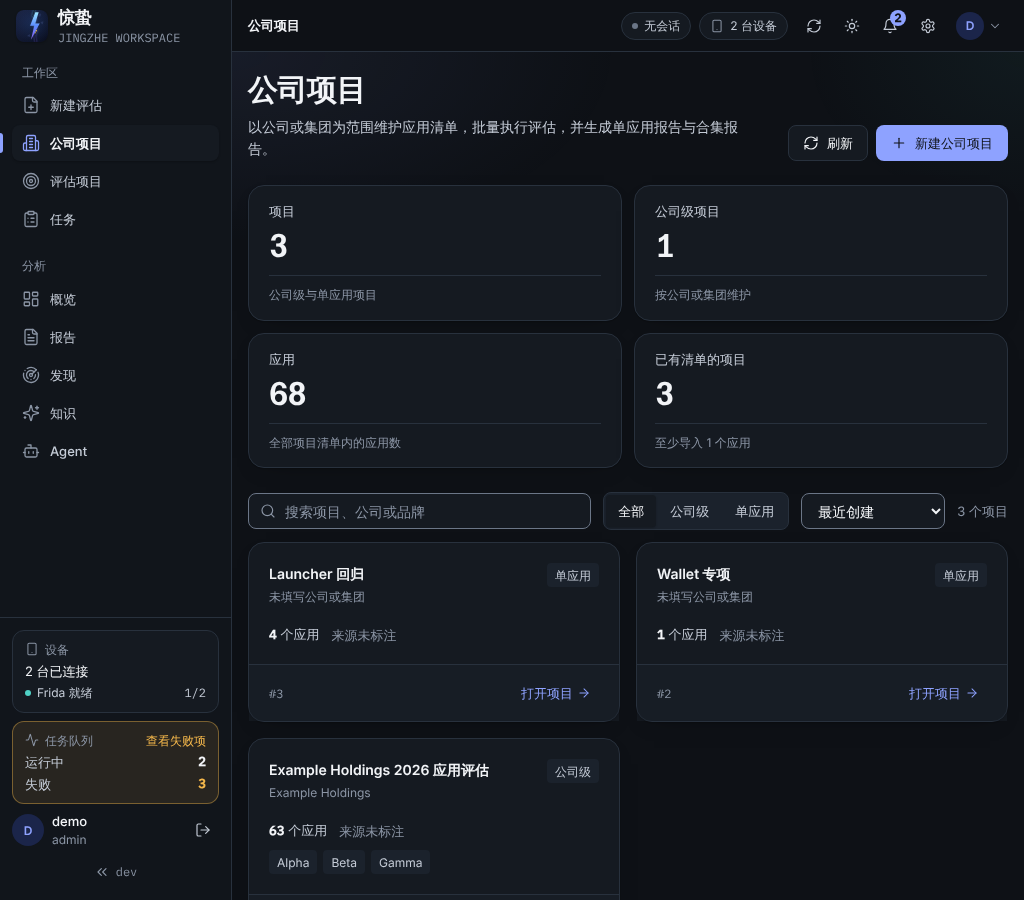 惊蛰
JINGZHE WORKSPACE
工作区
新建评估
公司项目
评估项目
任务
分析
概览
报告
发现
知识
Agent
设备
2 台已连接
Frida 就绪 1/2
任务队列 查看失败项
运行中 2
失败 3
D demo
admin
dev
公司项目 无会话 2 台设备 2 D
公司项目
以公司或集团为范围维护应用清单，批量执行评估，并生成单应用报告与合集报
告。
刷新 新建公司项目
项目
3
公司级与单应用项目
公司级项目
1
按公司或集团维护
应用
68
全部项目清单内的应用数
已有清单的项目
3
至少导入 1 个应用
搜索项目、公司或品牌 全部 公司级 单应用 最近创建 3 个项目
Launcher 回归 单应用
未填写公司或集团
4 个应用 来源未标注
#3 打开项目
Wallet 专项 单应用
未填写公司或集团
1 个应用 来源未标注
#2 打开项目
Example Holdings 2026 应用评估 公司级
Example Holdings
63 个应用 来源未标注
Alpha Beta Gamma